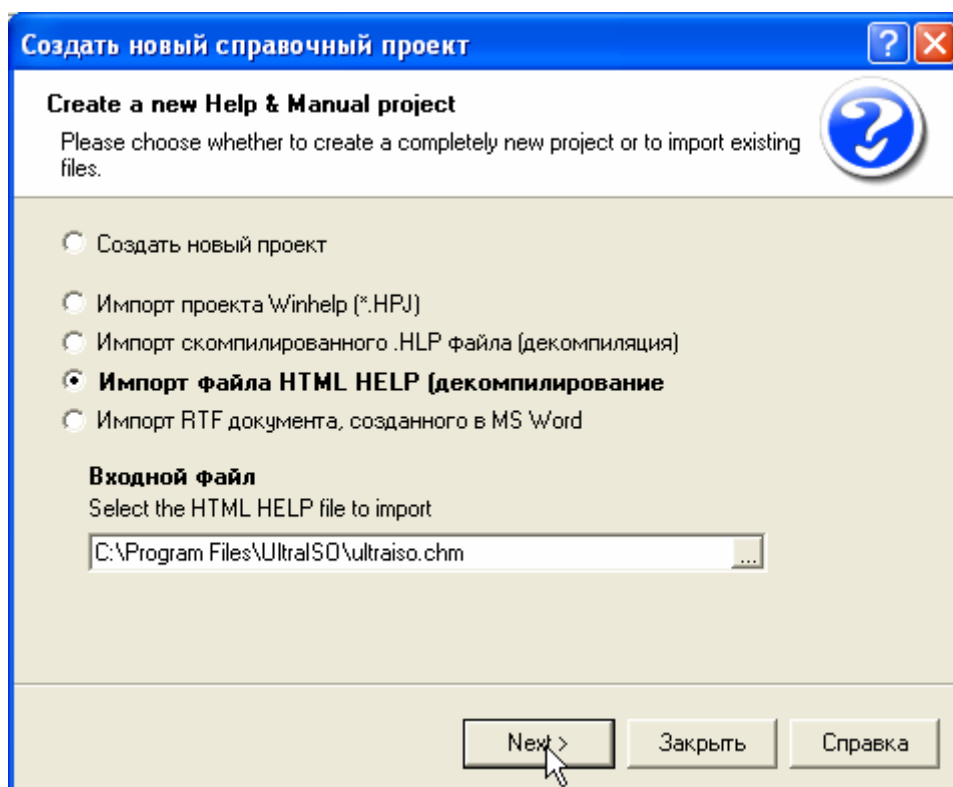 Создать новый справочный проект
Create a new Help & Manual project
Please choose whether to create a completely new project or to import existing
files.
Создать новый проект
Импорт проекта Winhelp (*.HPJ)
Импорт скомпилированного .HLP файла (декомпиляция)
Импорт файла HTML HELP (декомпилирование
Импорт RTF документа, созданного в MS Word
Входной файл
Select the HTML HELP file to import
C:\Program Files\UltraISO\ultraiso.chm
...
Next >
Закрыть
Справка